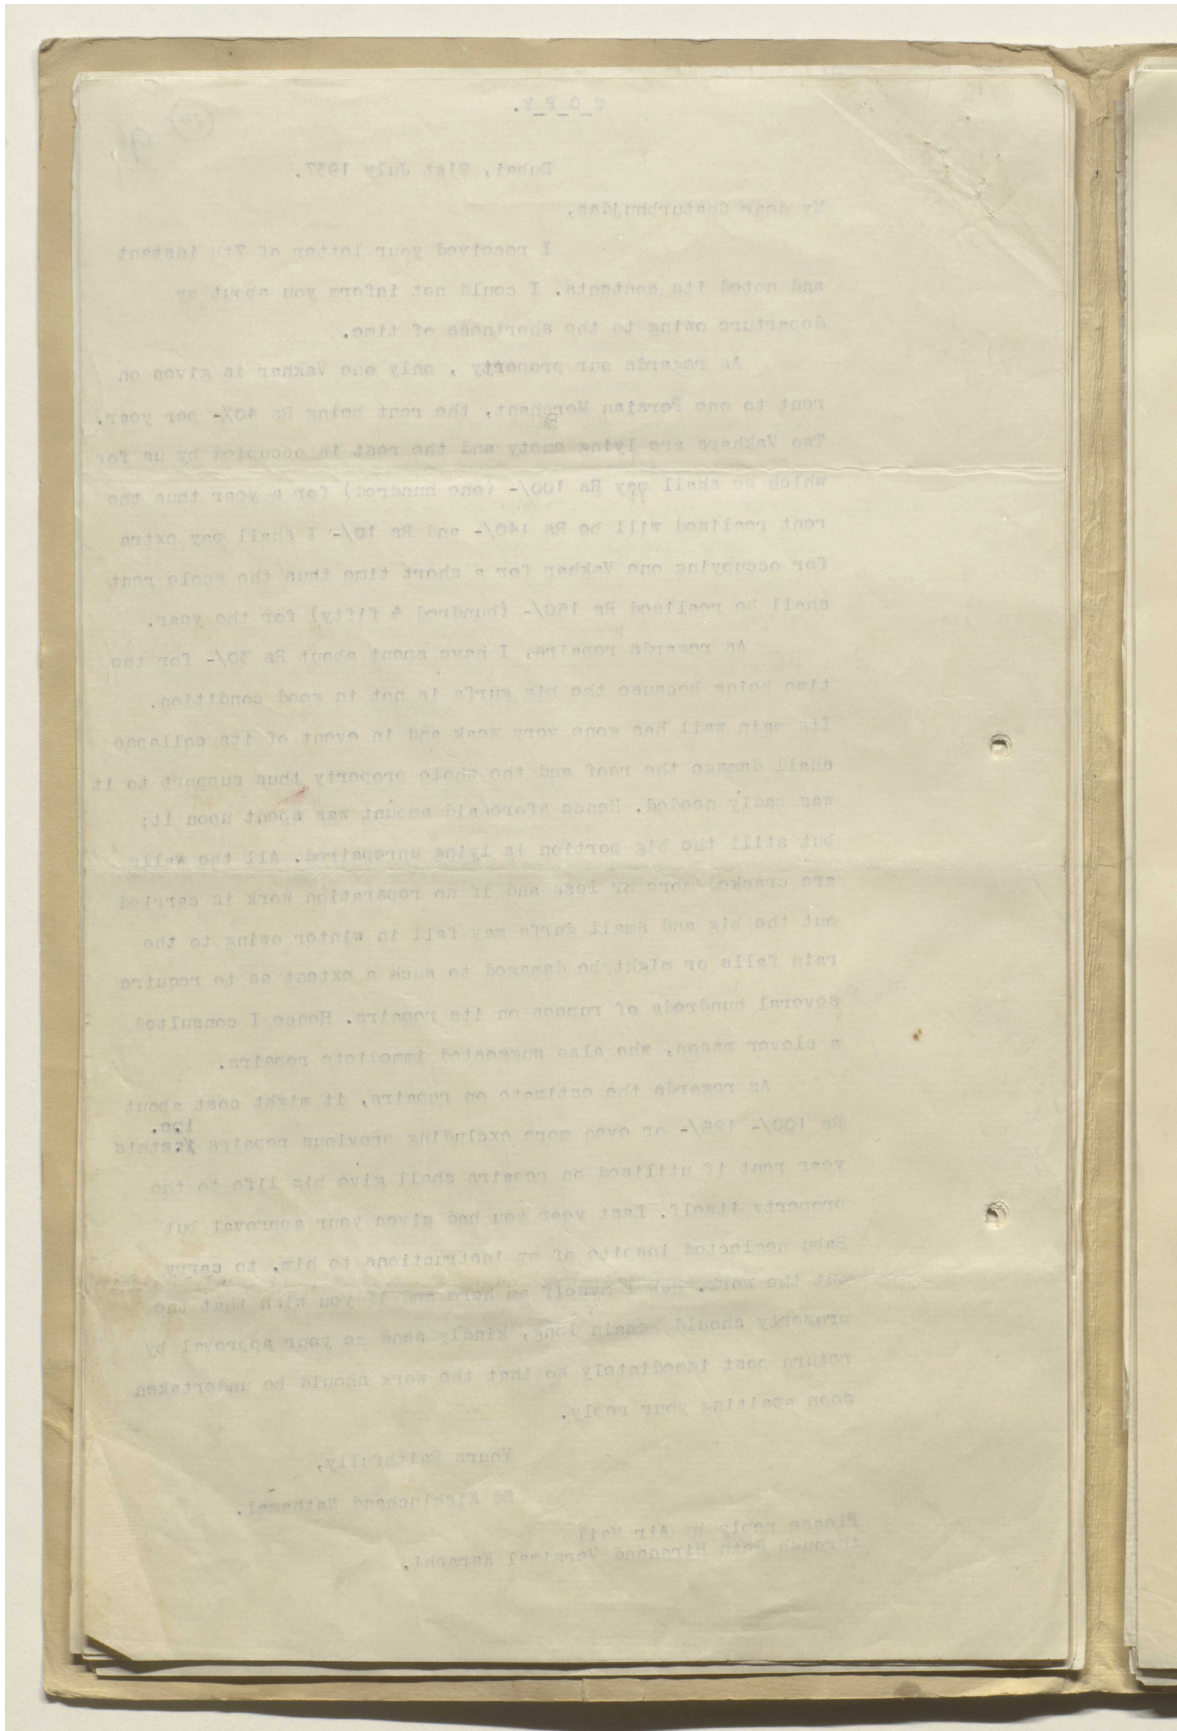 C_O_P_Y.
Dubai, 21st July 1937.
My dear Chaturbhujdas,
I received your letter of 7th instant
and noted its contents. I could not inform you about my
departure owing to the shortness of time.
As regards our property , only one Vakhar is given on
rent to one Persian Merchant, the rent being Rs 40/- per year.
Two Vakhars are lying empty and the rest is occupied by us for
which we shall pay Rs 100/- (one hundred) for a year thus the
rent realised will be Rs 140/- and Rs 10/- I shall pay extra
for occupying one Vakhar for a short time thus the whole rent
shall be realised Rs 150/- (hundred & fifty) for the year.
As regards repairs, I have spent about Rs 30/- for the
time being because the big gurfa is not in good condition.
Its main wall has gone very weak and in event of its collapse
shall damage the roof and the whole property thus support to it
was badly needed. Hence aforesaid amount was spent upon it;
but still the big portion is lying unrepaired. All the walls
are cracked more or less and if no reparation work is carried
out the big and small gurfa may fall in winter owing to the
rain falls or might be damaged to such a extent as to require
several hundreds of rupees on its repairs. Hence I consulted
a clever mason, who also suggested immediate repairs.
As regards the estimate on repairs, it might cost about
Rs 100/- 125/- or even more excluding previous repairs this
year rent if utilised on repairs shall give big life to the
property itself. Last year you had given your approval but
Babu neglected inspite of my instructions to him, to carry
out the work. Now I myself am here and if you wish that the
property should remain long, kindly send me your approval by
return post immediately so that the work should be undertaken
soon awaiting your reply.
Yours Faithfully,
Sd Kishinchand Nathamal.
Please reply by Air Mail
through Seth Hiranand Karachi.